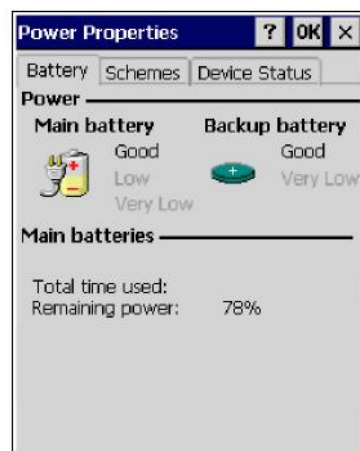 Power Properties ? OK ×
Battery Schemes Device Status
Power
Main battery Backup battery
Good Good
Low Very Low
Very Low
Main batteries
Total time used:
Remaining power: 78%